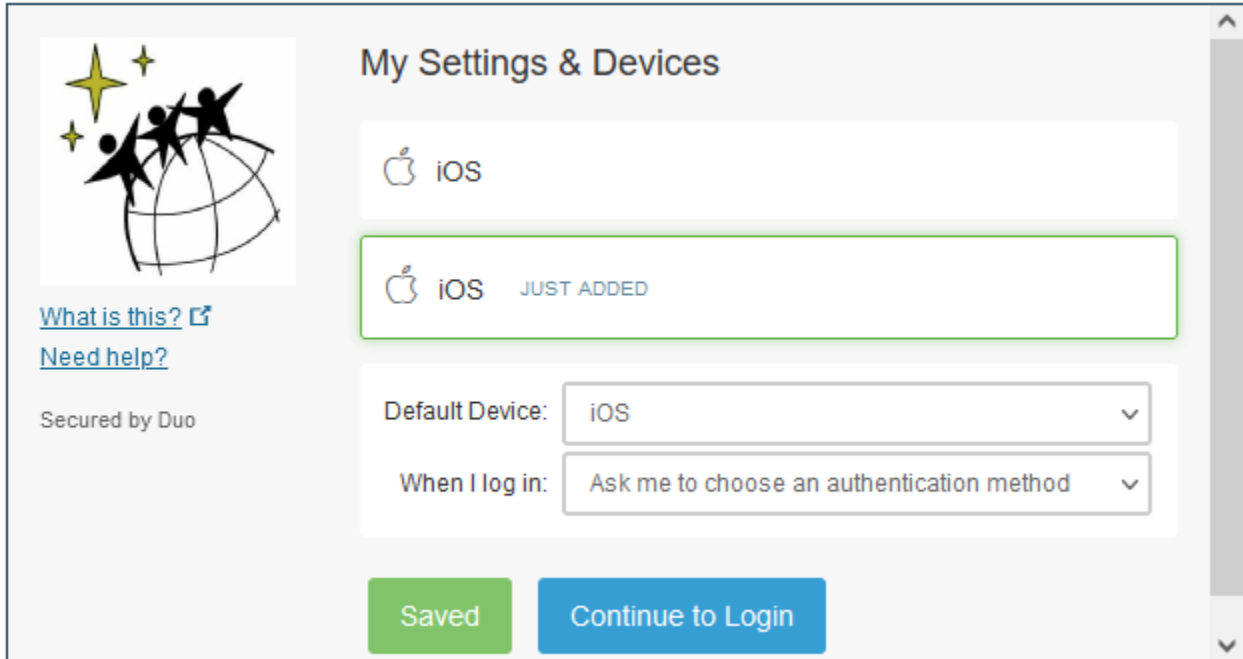 My Settings & Devices
iOS
iOS JUST ADDED
What is this?
Need help?
Secured by Duo
Default Device: iOS
When I log in: Ask me to choose an authentication method
Saved Continue to Login